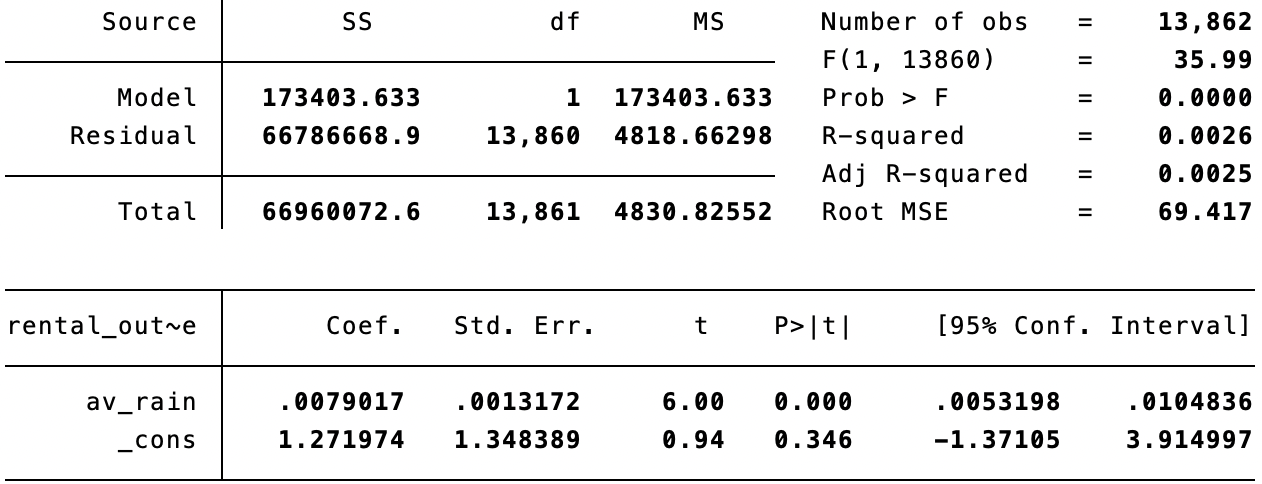 Source SS df MS Number of obs = 13,862
F(1, 13860) = 35.99
Model 173403.633 1 173403.633 Prob > F = 0.0000
Residual 66786668.9 13,860 4818.66298 R-squared = 0.0026
Adj R-squared = 0.0025
Total 66960072.6 13,861 4830.82552 Root MSE = 69.417
rental_out~e Coef. Std. Err. t P>|t| [95% Conf. Interval]
av_rain .0079017 .0013172 6.00 0.000 .0053198 .0104836
_cons 1.271974 1.348389 0.94 0.346 -1.37105 3.914997